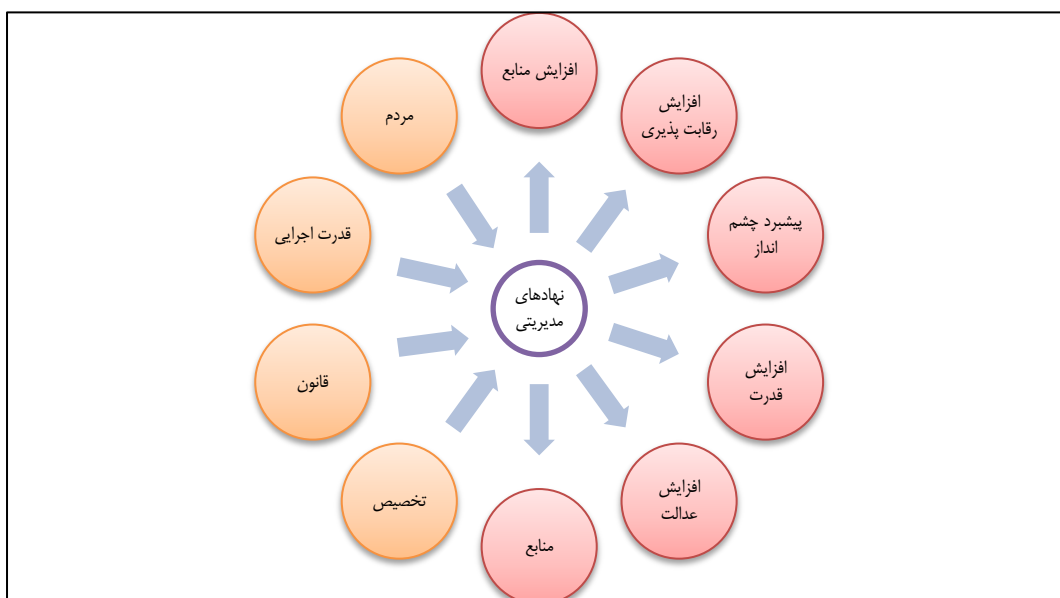 افزایش منابع
افزایش
رقابت پذیری
پیشبرد چشم
انداز
افزایش
قدرت
افزایش
عدالت
منابع
تخصیص
قانون
قدرت اجرایی
مردم
نهادهای
مدیریتی